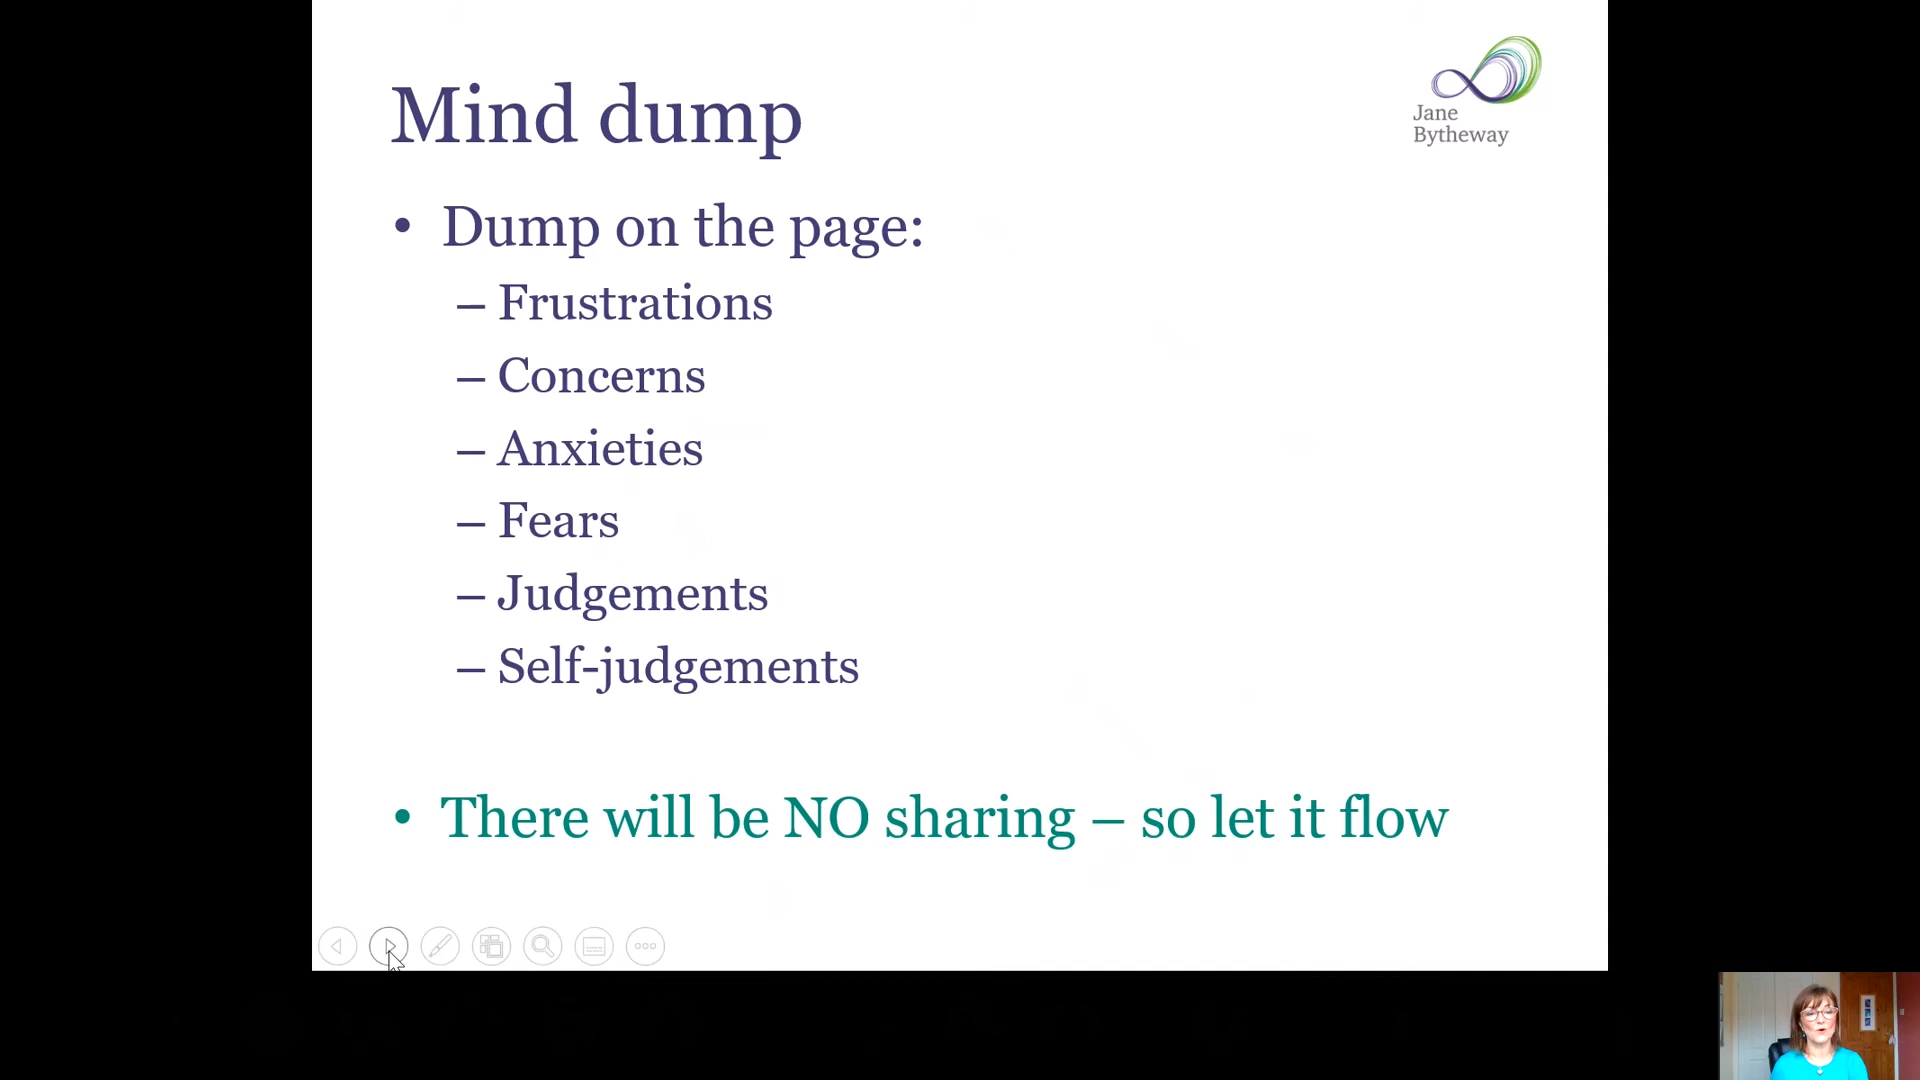 Mind dump
Jane
Bytheway
• Dump on the page:
– Frustrations
– Concerns
– Anxieties
– Fears
– Judgements
– Self-judgements
• There will be NO sharing – so let it flow